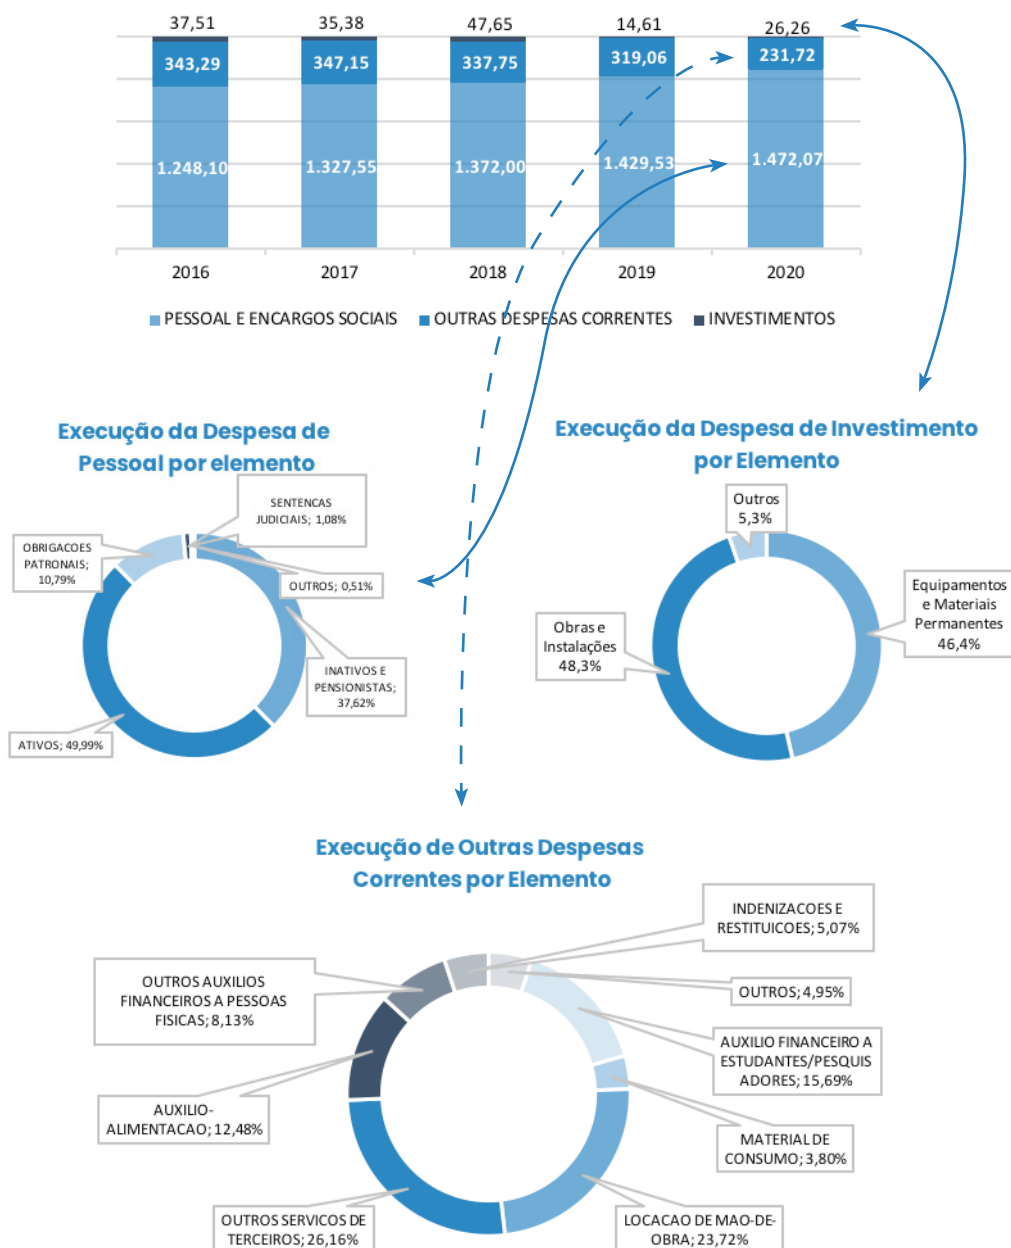 37,51 35,38 47,65 14,61 26,26
343,29 347,15 337,75 319,06 231,72
1.248,10 1.327,55 1.372,00 1.429,53 1.472,07
2016 2017 2018 2019 2020
PESSOAL E ENCARGOS SOCIAIS OUTRAS DESPESAS CORRENTES INVESTIMENTOS
Execução da Despesa de
Pessoal por elemento
SENTENCAS
JUDICIAIS; 1,08%
OBRIGACOES
PATRONAIS;
10,79%
OUTROS; 0,51%
INATIVOS E
PENSIONISTAS;
37,62%
ATIVOS; 49,99%
Execução da Despesa de Investimento
por Elemento
Outros
5,3%
Equipamentos
e Materiais
Permanentes
46,4%
Obras e
Instalações
48,3%
Execução de Outras Despesas
Correntes por Elemento
INDENIZACOES E
RESTITUICOES; 5,07%
OUTROS AUXILIOS
FINANCEIROS A PESSOAS
FISICAS; 8,13%
OUTROS; 4,95%
AUXILIO FINANCEIRO A
ESTUDANTES/PESQUIS
ADORES; 15,69%
AUXILIO-
ALIMENTACAO; 12,48%
MATERIAL DE
CONSUMO; 3,80%
OUTROS SERVICOS DE
TERCEIROS; 26,16%
LOCACAO DE MAO-DE-
OBRA; 23,72%